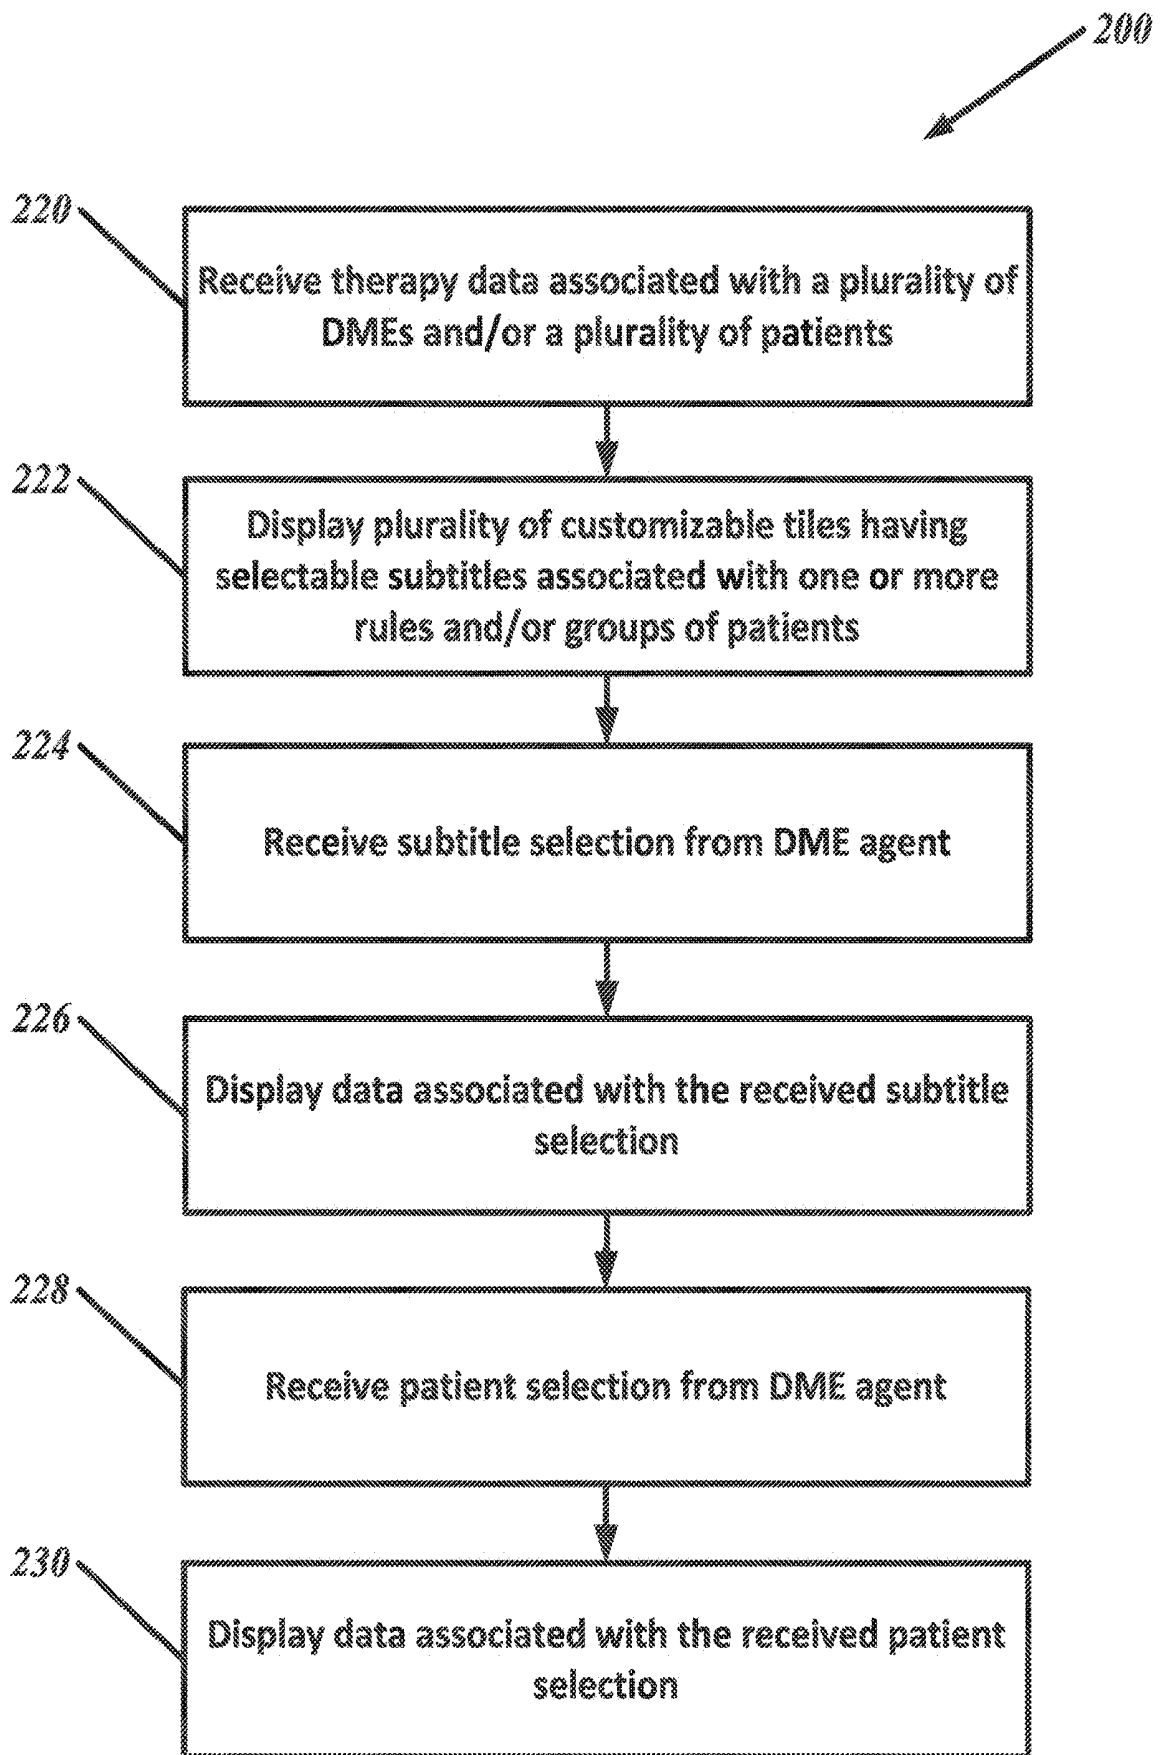 200
220
Receive therapy data associated with a plurality of
DMEs and/or a plurality of patients
222
Display plurality of customizable tiles having
selectable subtitles associated with one or more
rules and/or groups of patients
224
Receive subtitle selection from DME agent
226
Display data associated with the received subtitle
selection
228
Receive patient selection from DME agent
230
Display data associated with the received patient
selection